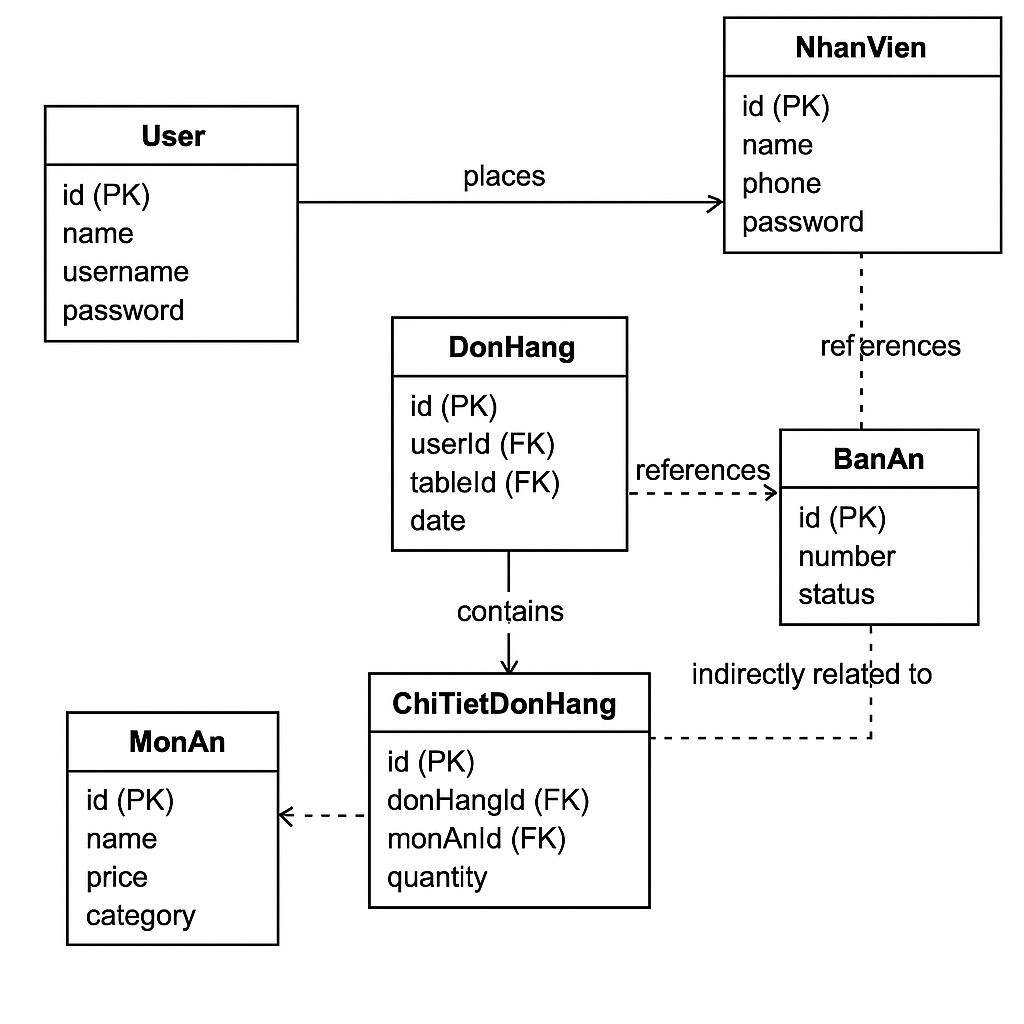 User
id (PK)
name
username
password
places
NhanVien
id (PK)
name
phone
password
references
DonHang
id (PK)
userId (FK)
tableId (FK)
date
references
BanAn
id (PK)
number
status
contains
indirectly related to
ChiTietDonHang
id (PK)
donHangId (FK)
monAnId (FK)
quantity
MonAn
id (PK)
name
price
category